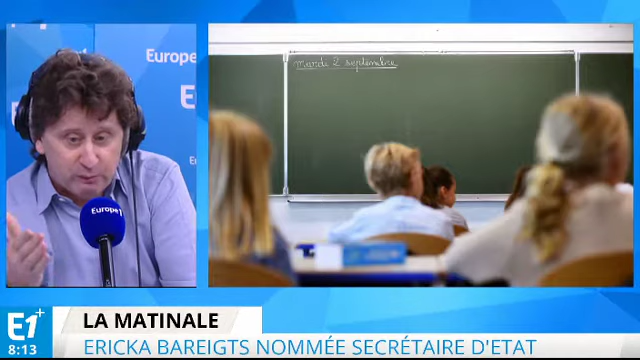 Europe
E
mardi 2 septembre
Europe1
E1+
8:13
LA MATINALE
ERICKA BAREIGTS NOMMÉE SECRÉTAIRE D'ETAT